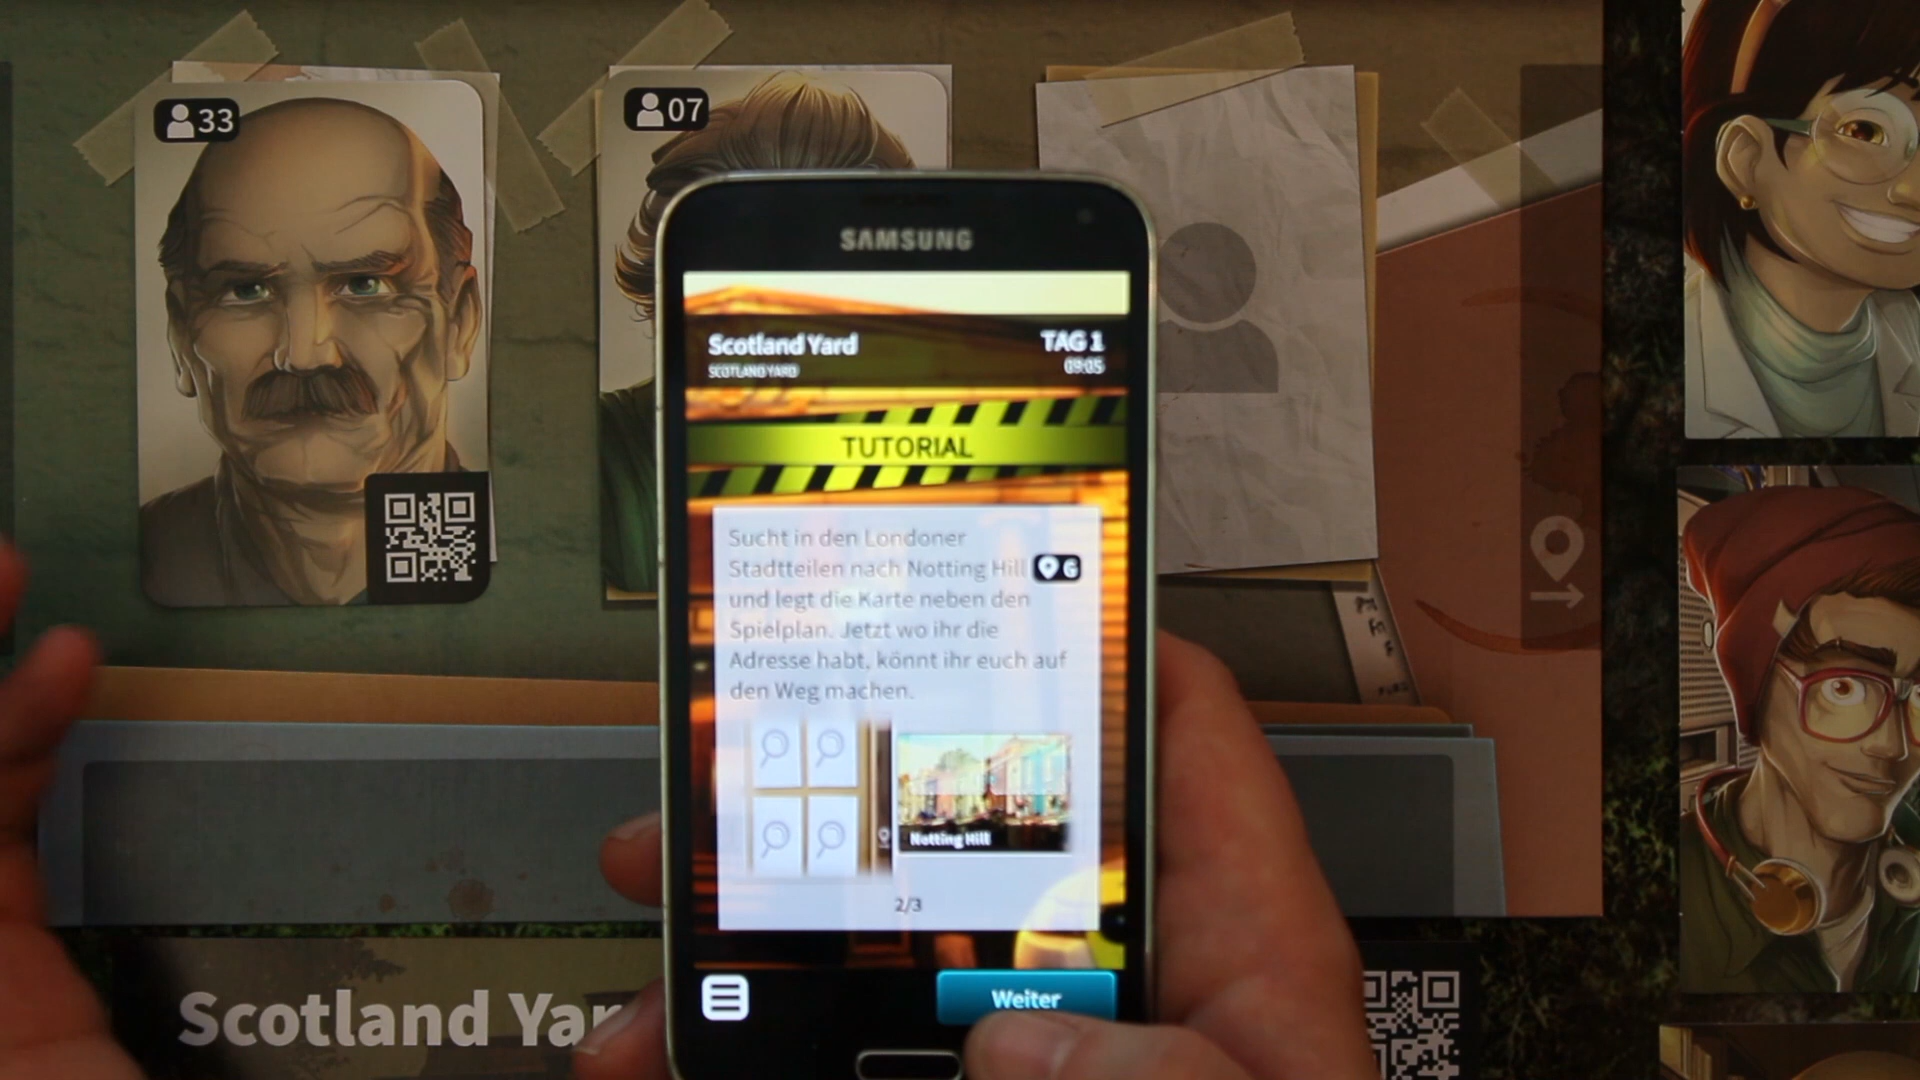 33
07
SAMSUNG
Scotland Yard
TAG 1
SCOTLAND YARD
09:05
TUTORIAL
Sucht in den Londoner
Stadtteilen nach Notting Hill G
und legt die Karte neben den
Spielplan. Jetzt wo ihr die
Adresse habt, könnt ihr euch auf
den Weg machen.
Notting Hill
2/3
Weiter
Scotland Yar